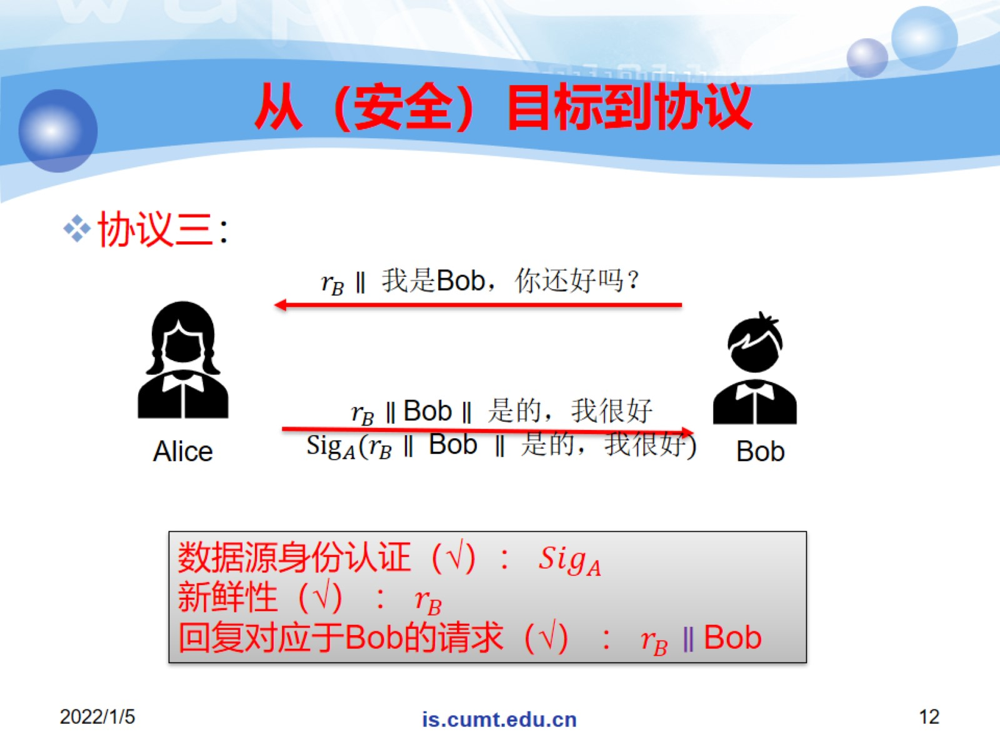 从（安全）目标到协议
协议三：
r_B ‖ 我是Bob，你还好吗？
r_B ‖ Bob ‖ 是的，我很好
Sig_A(r_B ‖ Bob ‖ 是的，我很好)
Alice
Bob
数据源身份认证（√）： Sig_A
新鲜性（√）： r_B
回复对应于Bob的请求（√）： r_B ‖ Bob
2022/1/5
is.cumt.edu.cn
12